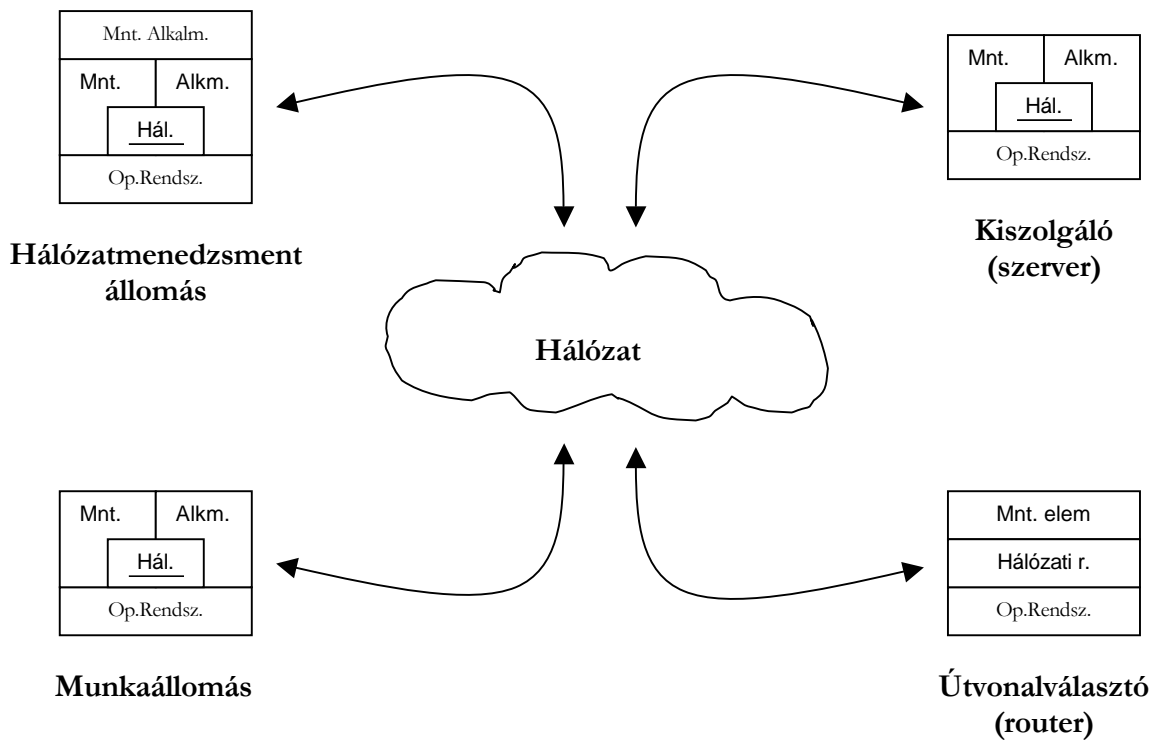 Mnt. Alkalm.
Mnt. Alkm.
Hál.
Op.Rendsz.
Hálózatmenedzsment
állomás
Mnt. Alkm.
Hál.
Op.Rendsz.
Kiszolgáló
(szerver)
Hálózat
Mnt. Alkm.
Hál.
Op.Rendsz.
Munkaállomás
Mnt. elem
Hálózati r.
Op.Rendsz.
Útvonalválasztó
(router)